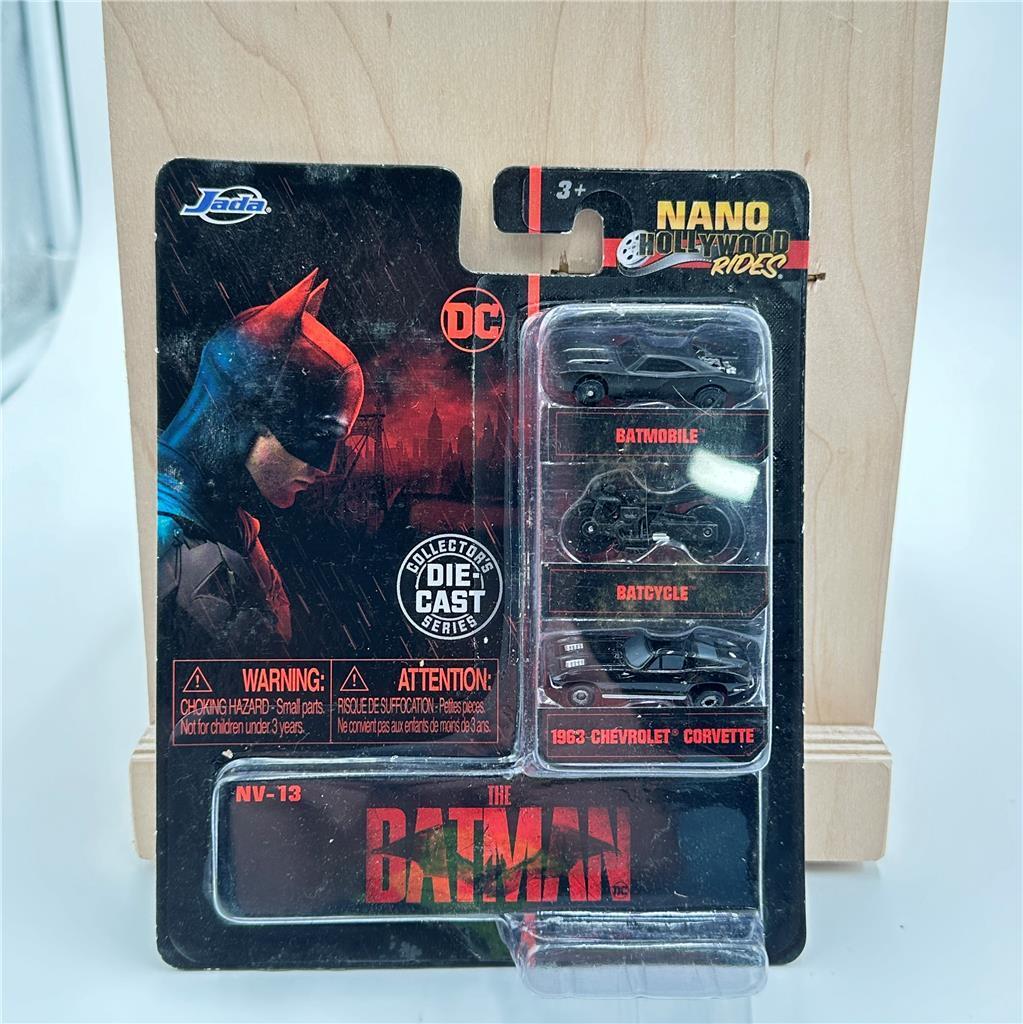 Jada®
3+
NANO
HOLLYWOOD
RIDES®
DC
BATMOBILE
COLLECTOR'S
DIE-
CAST
SERIES
BATCYCLE
WARNING:
CHOKING HAZARD - Small parts.
Not for children under 3 years.
ATTENTION:
RISQUE DE SUFFOCATION - Petites pièces.
Ne convient pas aux enfants de moins de 3 ans.
1963 CHEVROLET® CORVETTE
NV-13
THE
BATMAN